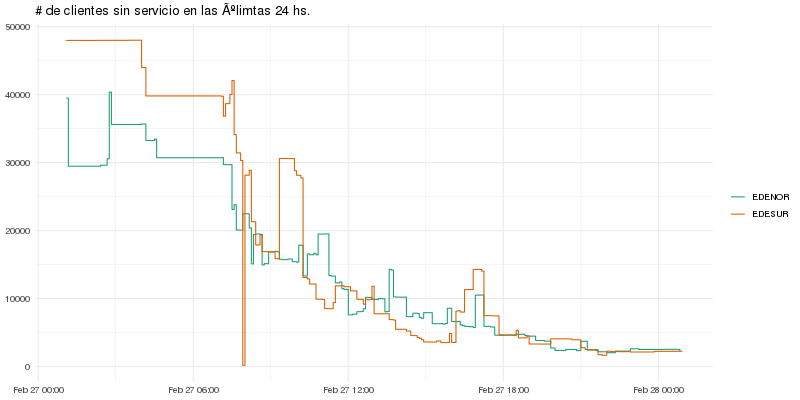 # de clientes sin servicio en las Ãºlimtas 24 hs.
50000
40000
30000
20000
10000
0
Feb 27 00:00
Feb 27 06:00
Feb 27 12:00
Feb 27 18:00
Feb 28 00:00
EDENOR
EDESUR